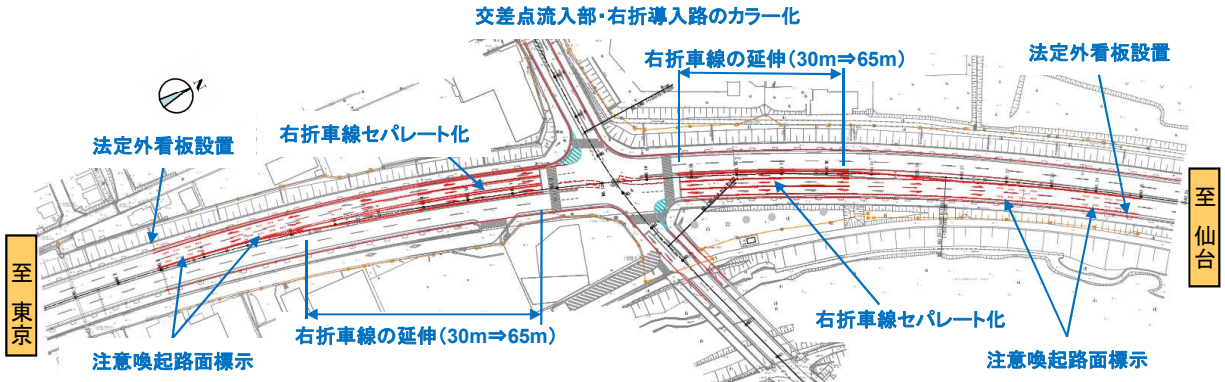 交差点流入部・右折導入路のカラー化
右折車線の延伸(30m⇒65m)
法定外看板設置
N
右折車線セパレート化
法定外看板設置
至 東京
至 仙台
右折車線の延伸(30m⇒65m)
右折車線セパレート化
注意喚起路面標示
注意喚起路面標示